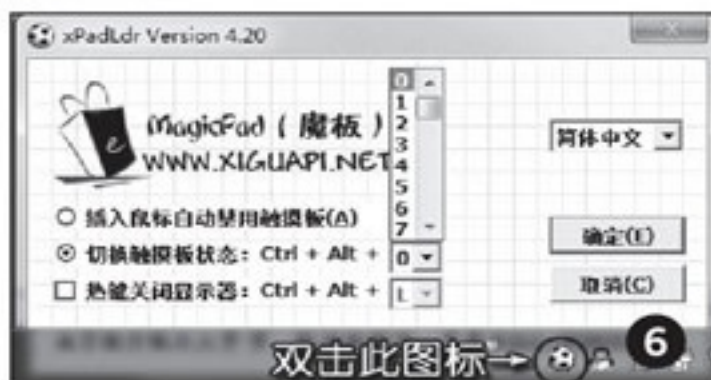 xPadLdr Version 4.20
MagicPad（魔板）
WWW.XIGUAPI.NET
0
1
2
3
4
5
6
7
简体中文
插入鼠标自动禁用触摸板(A)
切换触摸板状态：Ctrl + Alt + 0
确定(E)
热键关闭显示器：Ctrl + Alt + L
取消(C)
双击此图标→
6